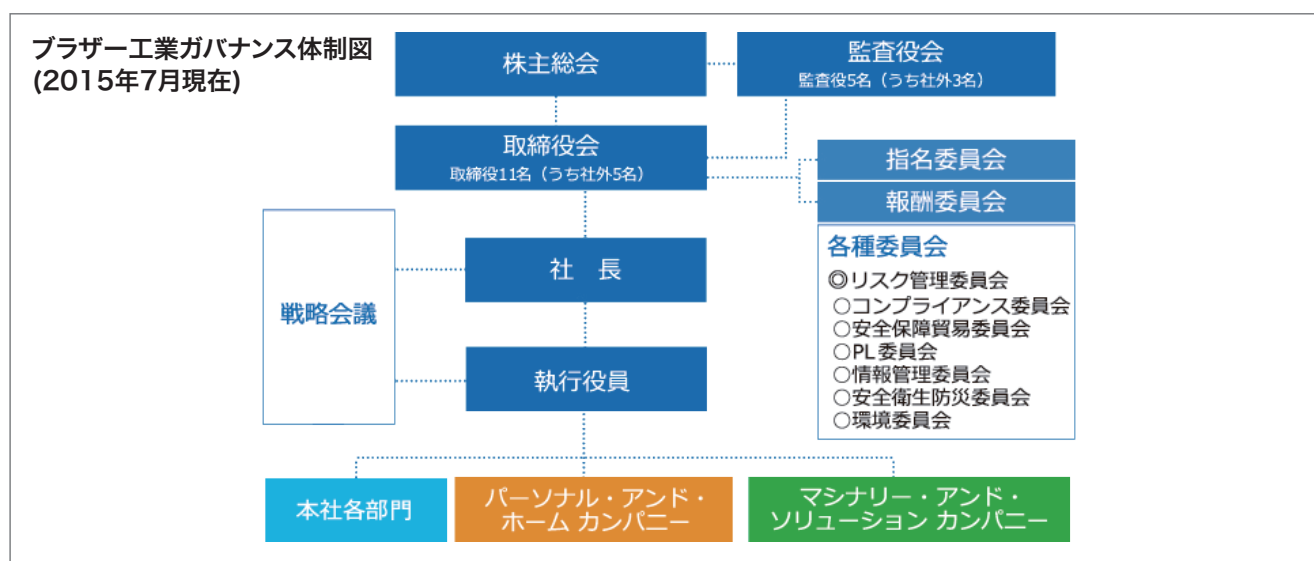 ブラザー工業ガバナンス体制図
(2015年7月現在)
株主総会
監査役会
監査役5名（うち社外3名）
取締役会
取締役11名（うち社外5名）
指名委員会
報酬委員会
各種委員会
◎リスク管理委員会
○コンプライアンス委員会
○安全保障貿易委員会
○PL委員会
○情報管理委員会
○安全衛生防災委員会
○環境委員会
戦略会議
社　長
執行役員
本社各部門
パーソナル・アンド・
ホーム カンパニー
マシナリー・アンド・
ソリューション カンパニー